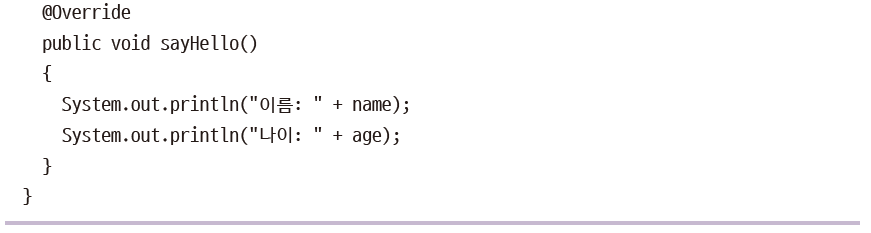 @Override
public void sayHello()
{
System.out.println("이름: " + name);
System.out.println("나이: " + age);
}
}